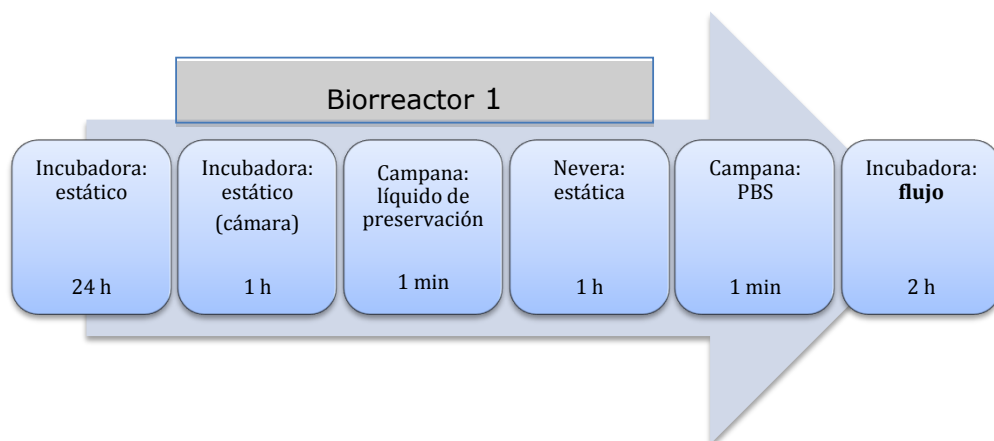 Biorreactor 1
Incubadora:
estático
24 h
Incubadora:
estático
(cámara)
1 h
Campana:
líquido de
preservación
1 min
Nevera:
estática
1 h
Campana:
PBS
1 min
Incubadora:
flujo
2 h